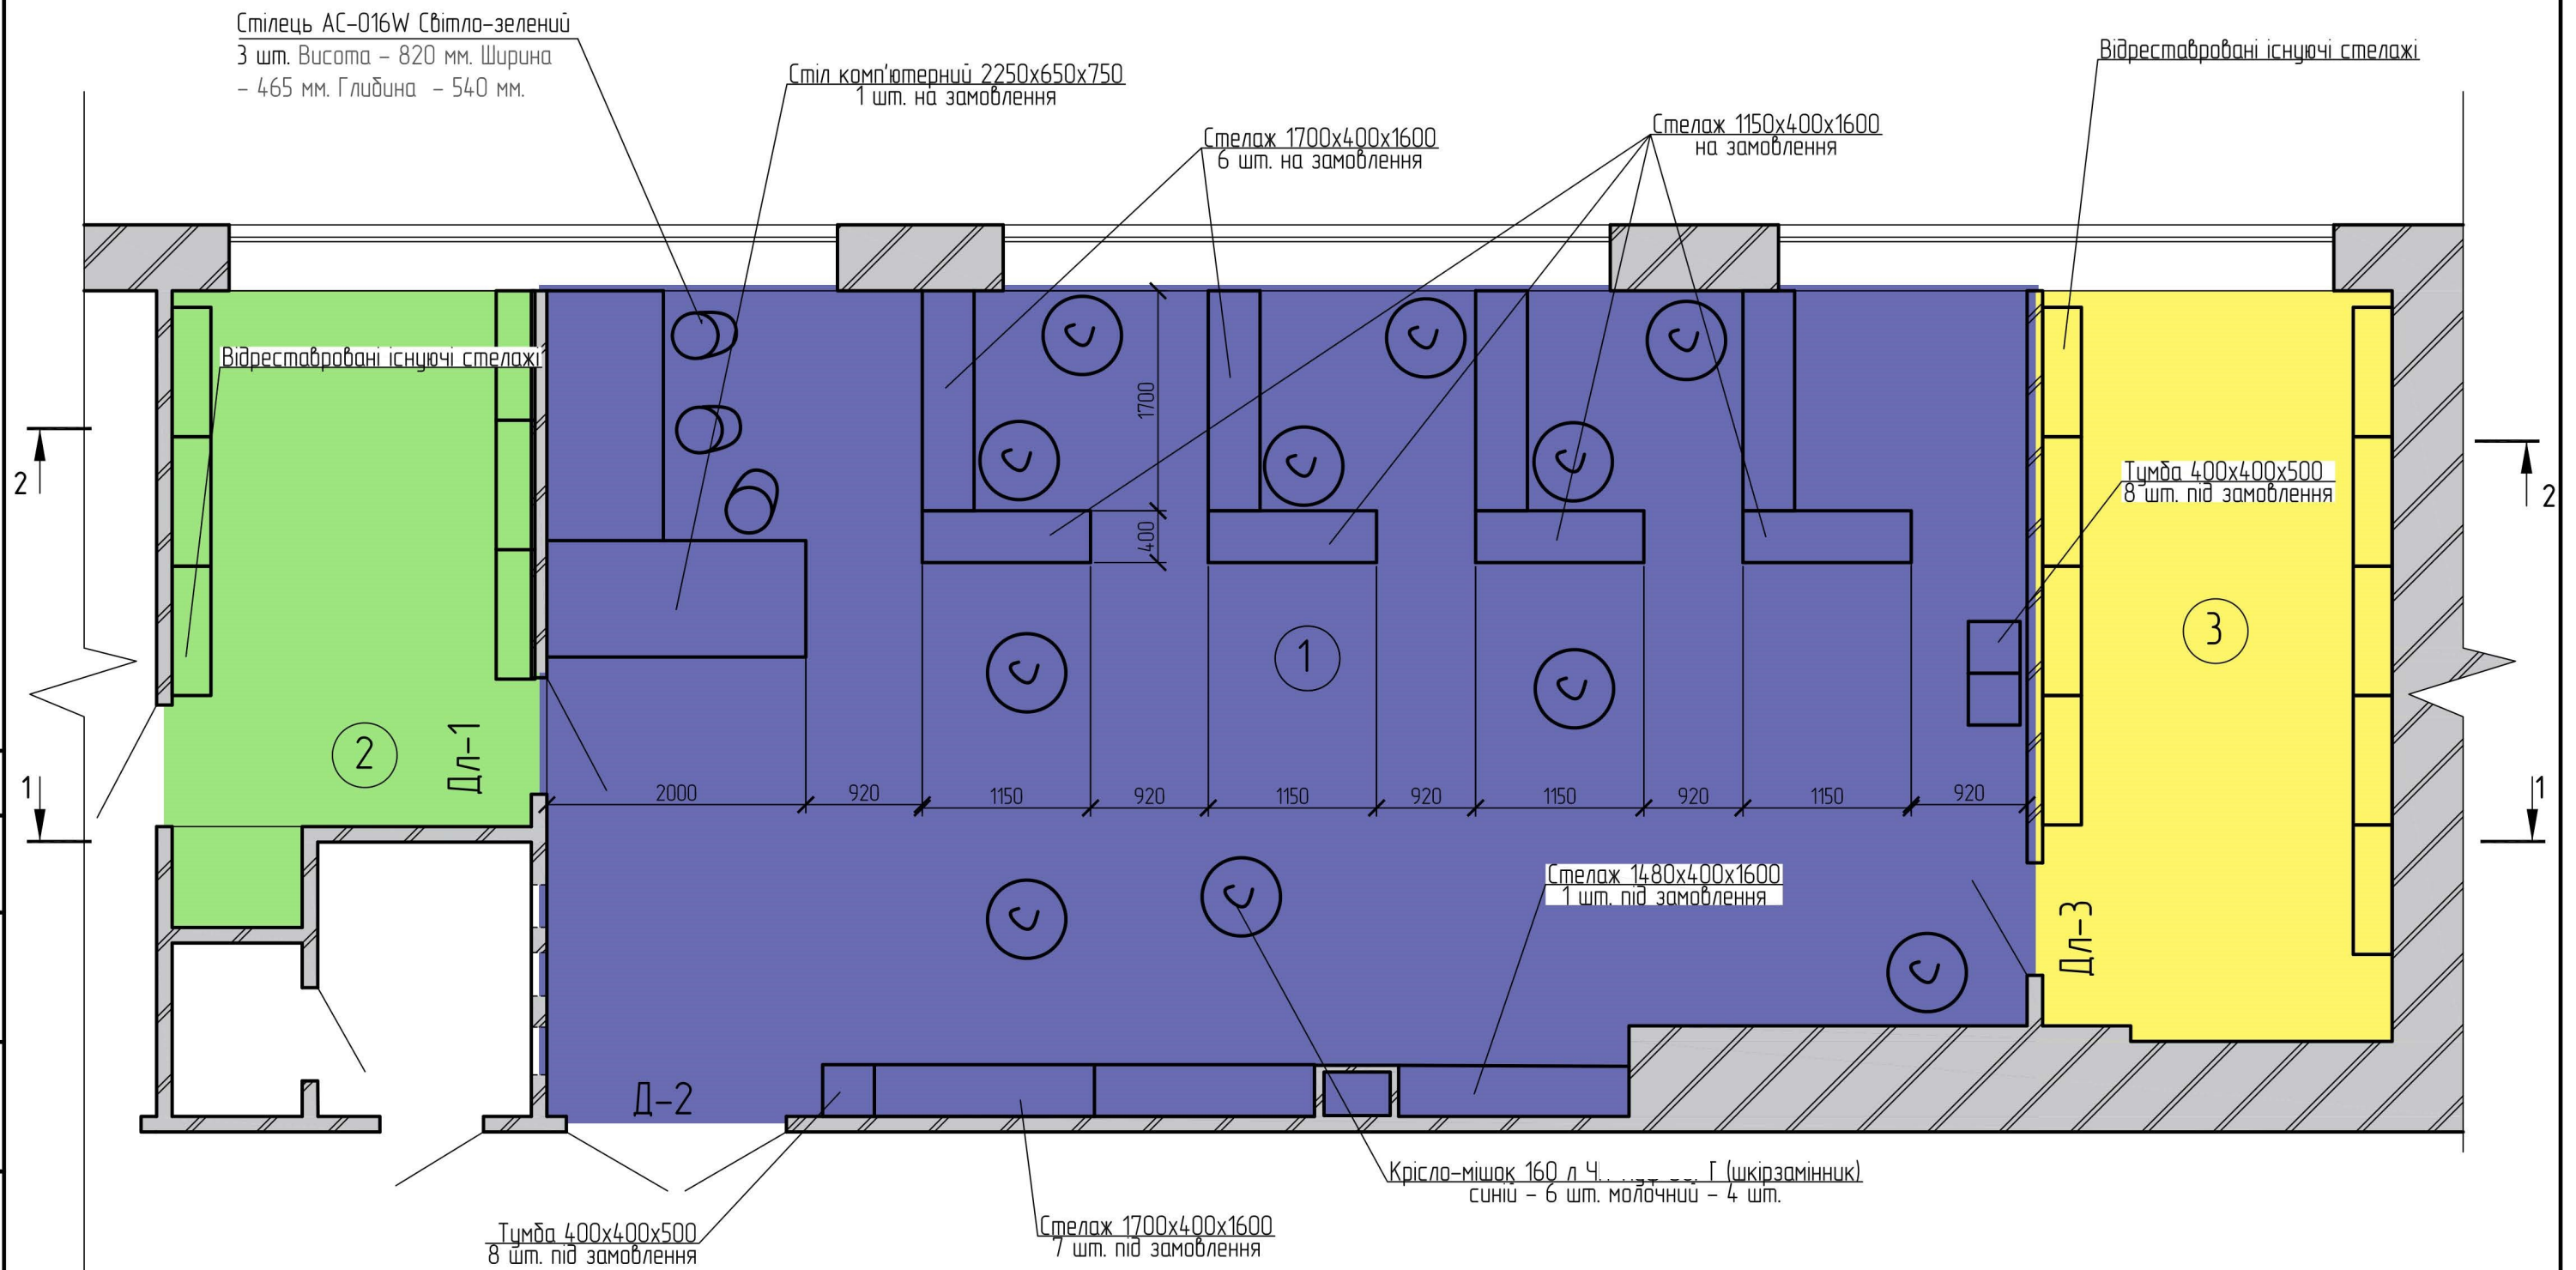 Стілець AC-016W Світло-зелений
3 шт. Висота - 820 мм. Ширина
- 465 мм. Глибина - 540 мм.
Стіл комп'ютерний 2250х650х750
1 шт. на замовлення
Стелаж 1700х400х1600
6 шт. на замовлення
Стелаж 1150х400х1600
на замовлення
Відреставровані існуючі стелажі
Відреставровані існуючі стелажі
1700
400
2
2
Тумба 400х400х500
8 шт. під замовлення
1
3
2
Дл-1
1
1
2000
920
1150
920
1150
920
1150
920
1150
920
Стелаж 1480х400х1600
1 шт. під замовлення
Дл-3
Д-2
Крісло-мішок 160 л (шкірзамінник)
синій - 6 шт. молочний - 4 шт.
Тумба 400х400х500
8 шт. під замовлення
Стелаж 1700х400х1600
7 шт. під замовлення